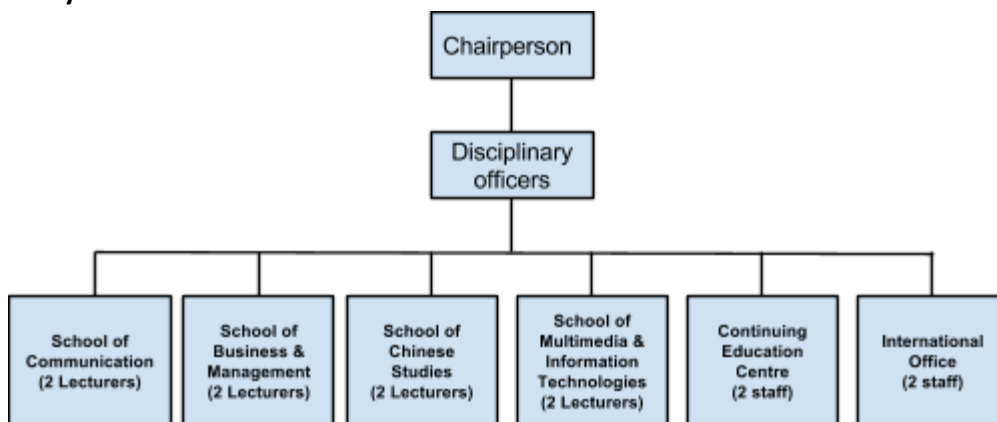 Chairperson
Disciplinary
officers
School of
Communication
(2 Lecturers)
School of
Business &
Management
(2 Lecturers)
School of
Chinese
Studies
(2 Lecturers)
School of
Multimedia &
Information
Technologies
(2 Lecturers)
Continuing
Education
Centre
(2 staff)
International
Office
(2 staff)